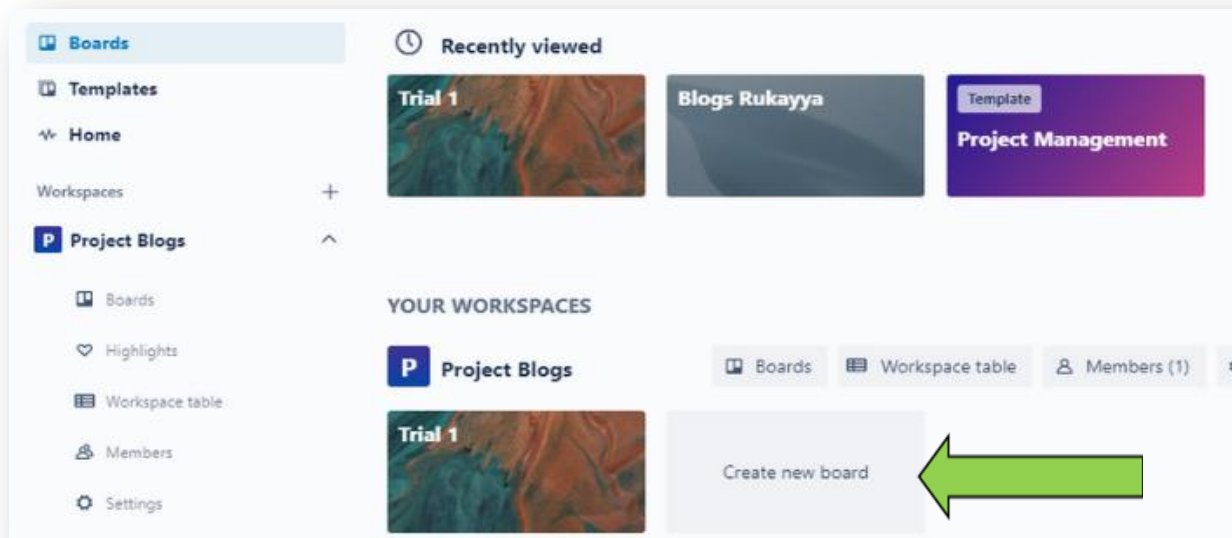 Boards
Templates
Home
Workspaces
P Project Blogs
Boards
Highlights
Workspace table
Members
Settings
Recently viewed
Trial 1
Blogs Rukayya
Template
Project Management
YOUR WORKSPACES
P Project Blogs
Boards
Workspace table
Members (1)
Trial 1
Create new board